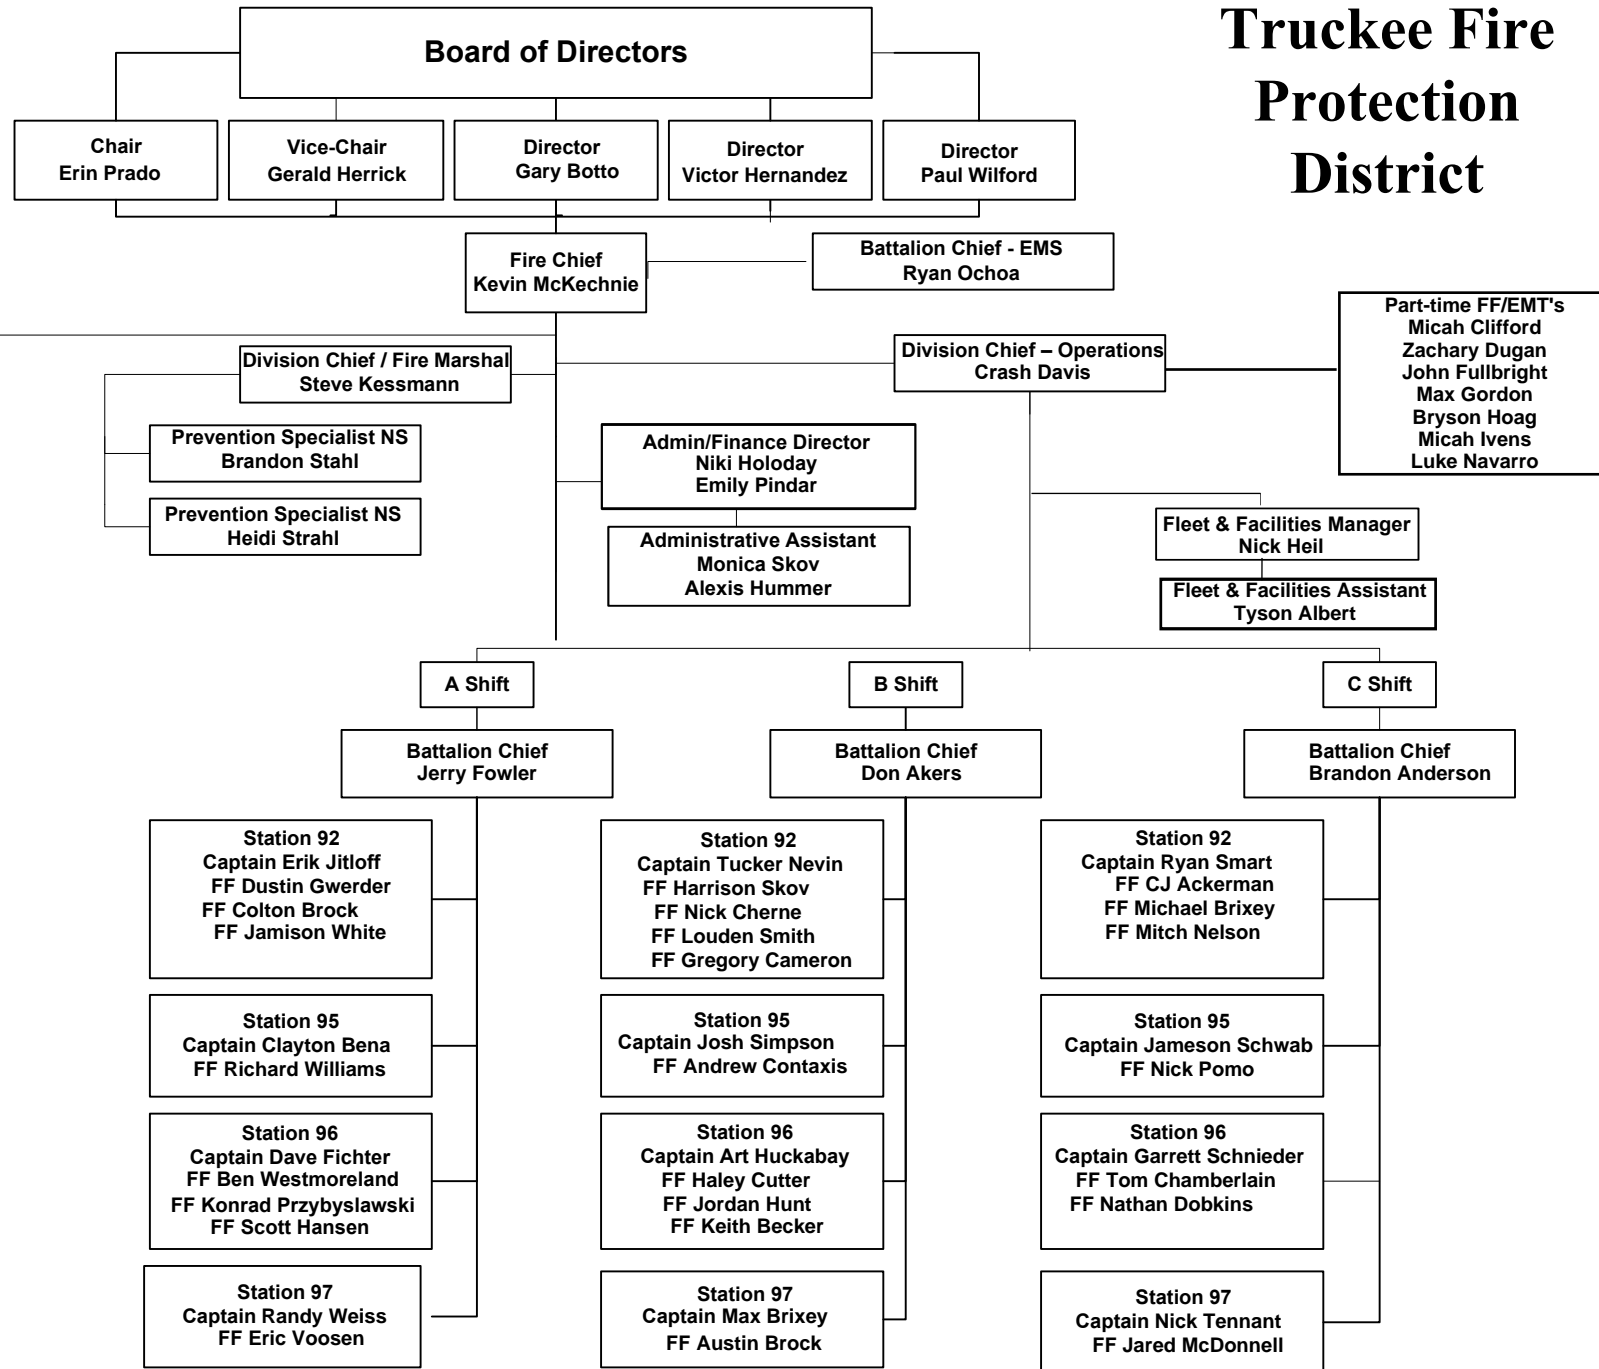 Truckee Fire
Protection
District
Board of Directors
Chair
Erin Prado
Vice-Chair
Gerald Herrick
Director
Gary Botto
Director
Victor Hernandez
Director
Paul Wilford
Fire Chief
Kevin McKechnie
Battalion Chief - EMS
Ryan Ochoa
Part-time FF/EMT's
Micah Clifford
Zachary Dugan
John Fullbright
Max Gordon
Bryson Hoag
Micah Ivens
Luke Navarro
Division Chief / Fire Marshal
Steve Kessmann
Division Chief – Operations
Crash Davis
Prevention Specialist NS
Brandon Stahl
Prevention Specialist NS
Heidi Strahl
Admin/Finance Director
Niki Holoday
Emily Pindar
Administrative Assistant
Monica Skov
Alexis Hummer
Fleet & Facilities Manager
Nick Heil
Fleet & Facilities Assistant
Tyson Albert
A Shift
B Shift
C Shift
Battalion Chief
Jerry Fowler
Battalion Chief
Don Akers
Battalion Chief
Brandon Anderson
Station 92
Captain Erik Jitloff
FF Dustin Gwerder
FF Colton Brock
FF Jamison White
Station 92
Captain Tucker Nevin
FF Harrison Skov
FF Nick Cherne
FF Louden Smith
FF Gregory Cameron
Station 92
Captain Ryan Smart
FF CJ Ackerman
FF Michael Brixey
FF Mitch Nelson
Station 95
Captain Clayton Bena
FF Richard Williams
Station 95
Captain Josh Simpson
FF Andrew Contaxis
Station 95
Captain Jameson Schwab
FF Nick Pomo
Station 96
Captain Dave Fichter
FF Ben Westmoreland
FF Konrad Przybyslawski
FF Scott Hansen
Station 96
Captain Art Huckabay
FF Haley Cutter
FF Jordan Hunt
FF Keith Becker
Station 96
Captain Garrett Schnieder
FF Tom Chamberlain
FF Nathan Dobkins
Station 97
Captain Randy Weiss
FF Eric Voosen
Station 97
Captain Max Brixey
FF Austin Brock
Station 97
Captain Nick Tennant
FF Jared McDonnell